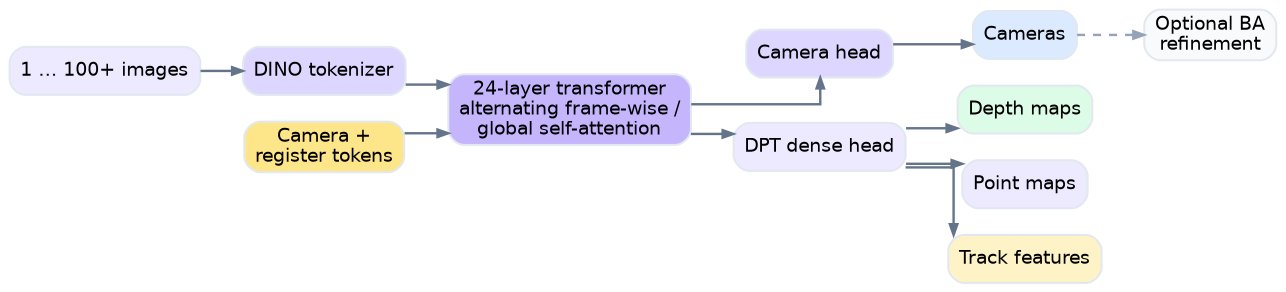 1 ... 100+ images
DINO tokenizer
Camera +
register tokens
24-layer transformer
alternating frame-wise /
global self-attention
Camera head
DPT dense head
Cameras
Optional BA
refinement
Depth maps
Point maps
Track features